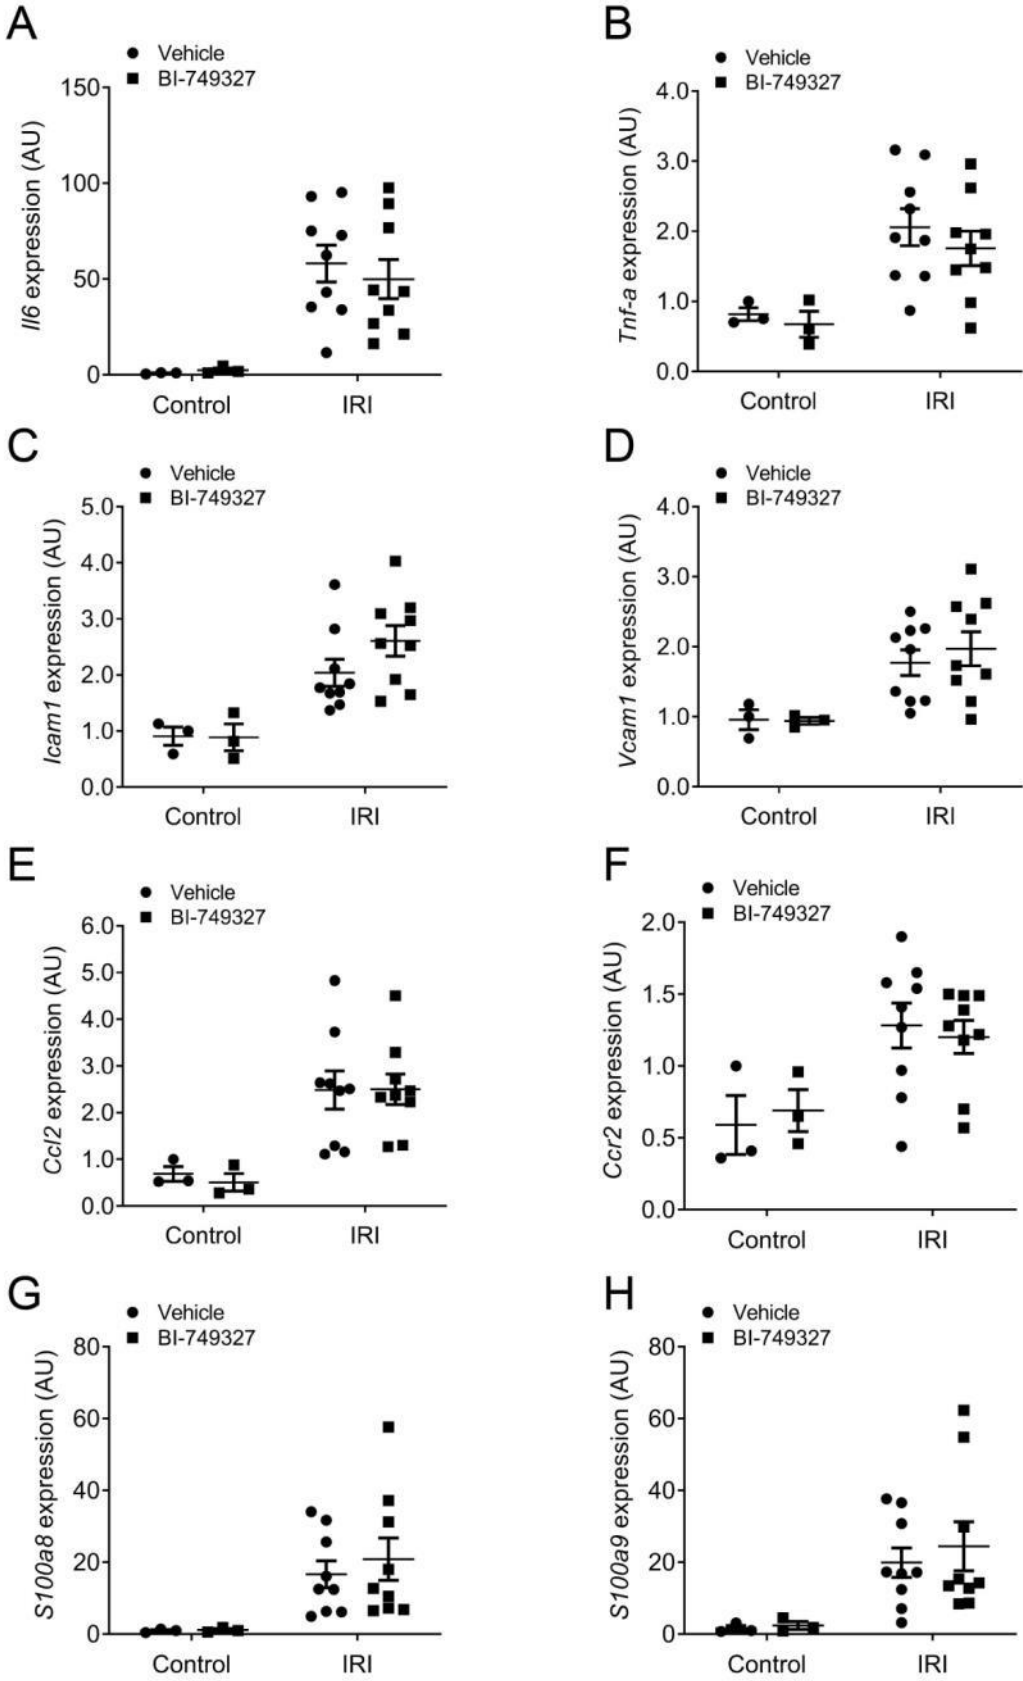 A
Vehicle
BI-749327
Il6 expression (AU)
150
100
50
0
Control IRI
B
Vehicle
BI-749327
Tnf-a expression (AU)
4.0
3.0
2.0
1.0
0.0
Control IRI
C
Vehicle
BI-749327
Icam1 expression (AU)
5.0
4.0
3.0
2.0
1.0
0.0
Control IRI
D
Vehicle
BI-749327
Vcam1 expression (AU)
4.0
3.0
2.0
1.0
0.0
Control IRI
E
Vehicle
BI-749327
Ccl2 expression (AU)
6.0
5.0
4.0
3.0
2.0
1.0
0.0
Control IRI
F
Vehicle
BI-749327
Ccr2 expression (AU)
2.0
1.5
1.0
0.5
0.0
Control IRI
G
Vehicle
BI-749327
S100a8 expression (AU)
80
60
40
20
0
Control IRI
H
Vehicle
BI-749327
S100a9 expression (AU)
80
60
40
20
0
Control IRI